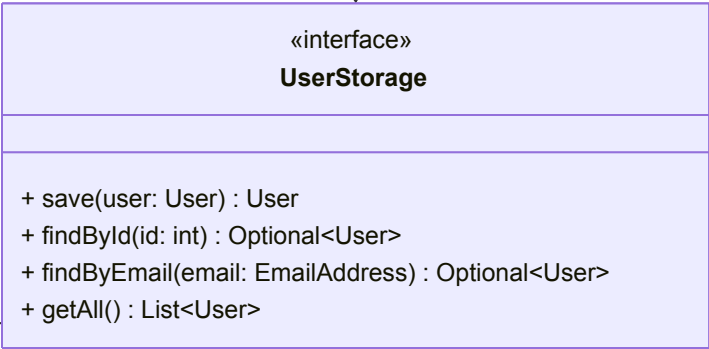 «interface»
UserStorage
+ save(user: User) : User
+ findById(id: int) : Optional<User>
+ findByEmail(email: EmailAddress) : Optional<User>
+ getAll() : List<User>